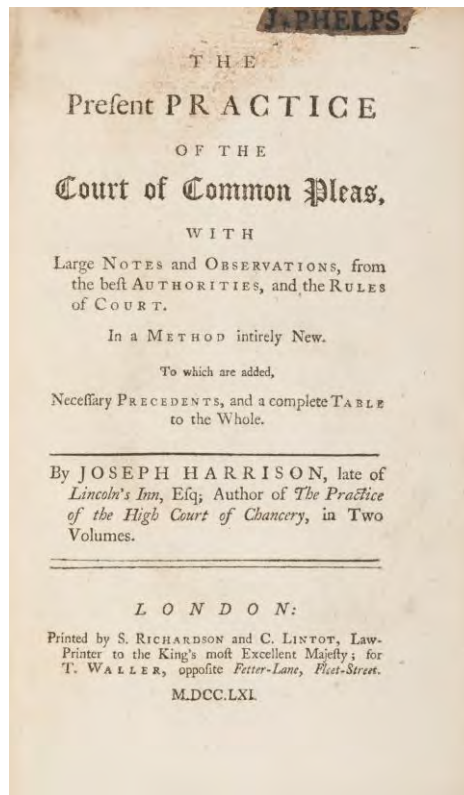 J. PHELPS.
THE
Preſent PRACTICE
OF THE
Court of Common Pleas,
WITH
Large NOTES and OBSERVATIONS, from
the beſt AUTHORITIES, and the RULES
of COURT.
In a METHOD intirely New.
To which are added,
Neceſſary PRECEDENTS, and a complete TABLE
to the Whole.
By JOSEPH HARRISON, late of
Lincoln's Inn, Eſq; Author of The Practice
of the High Court of Chancery, in Two
Volumes.
LONDON:
Printed by S. RICHARDSON and C. LINTOT, Law-
Printer to the King's moſt Excellent Majeſty; for
T. WALLER, oppoſite Fetter-Lane, Fleet-Street.
M.DCC.LXI.